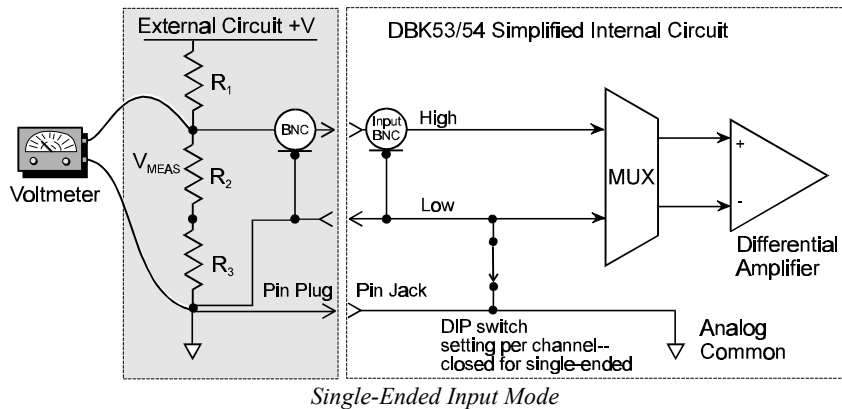 External Circuit +V
DBK53/54 Simplified Internal Circuit
R1
BNC
Input
BNC
High
VMEAS
R2
Voltmeter
MUX
+
-
Low
R3
Differential
Amplifier
Pin Plug
Pin Jack
DIP switch
setting per channel--
closed for single-ended
Analog
Common
Single-Ended Input Mode